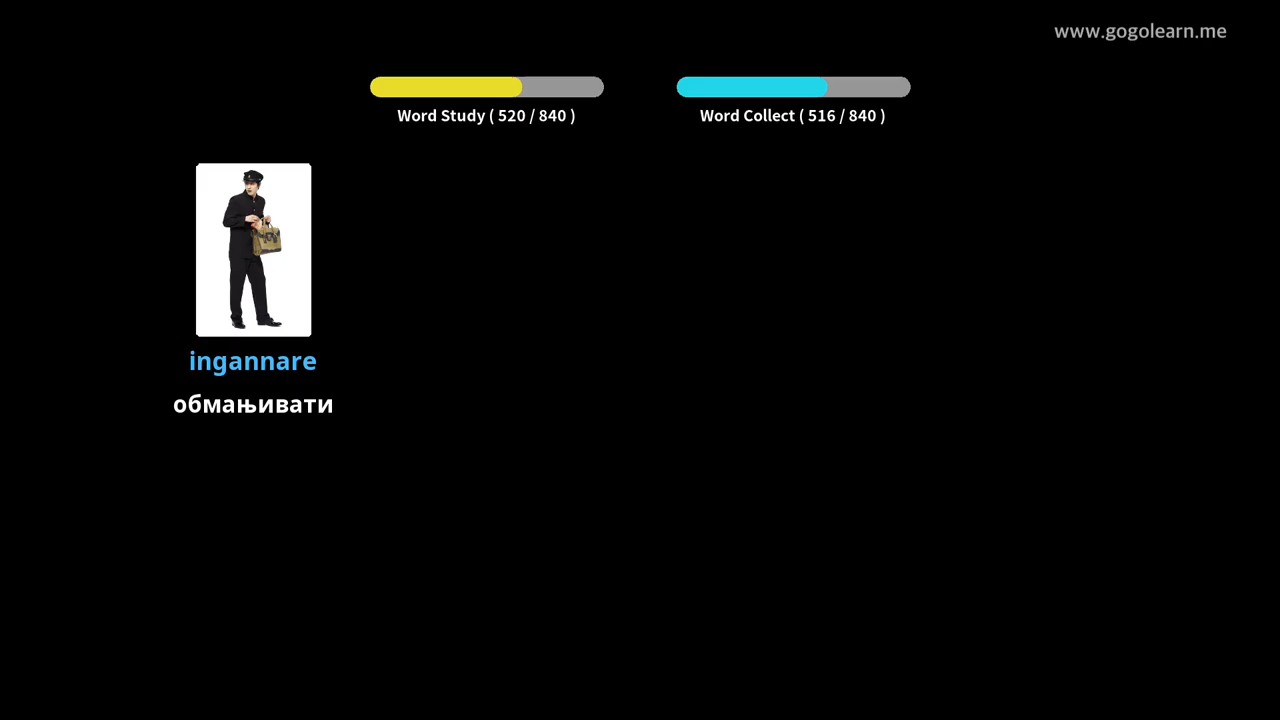 www.gogolearn.me
Word Study ( 520 / 840 )
Word Collect ( 516 / 840 )
ingannare
обмањивати